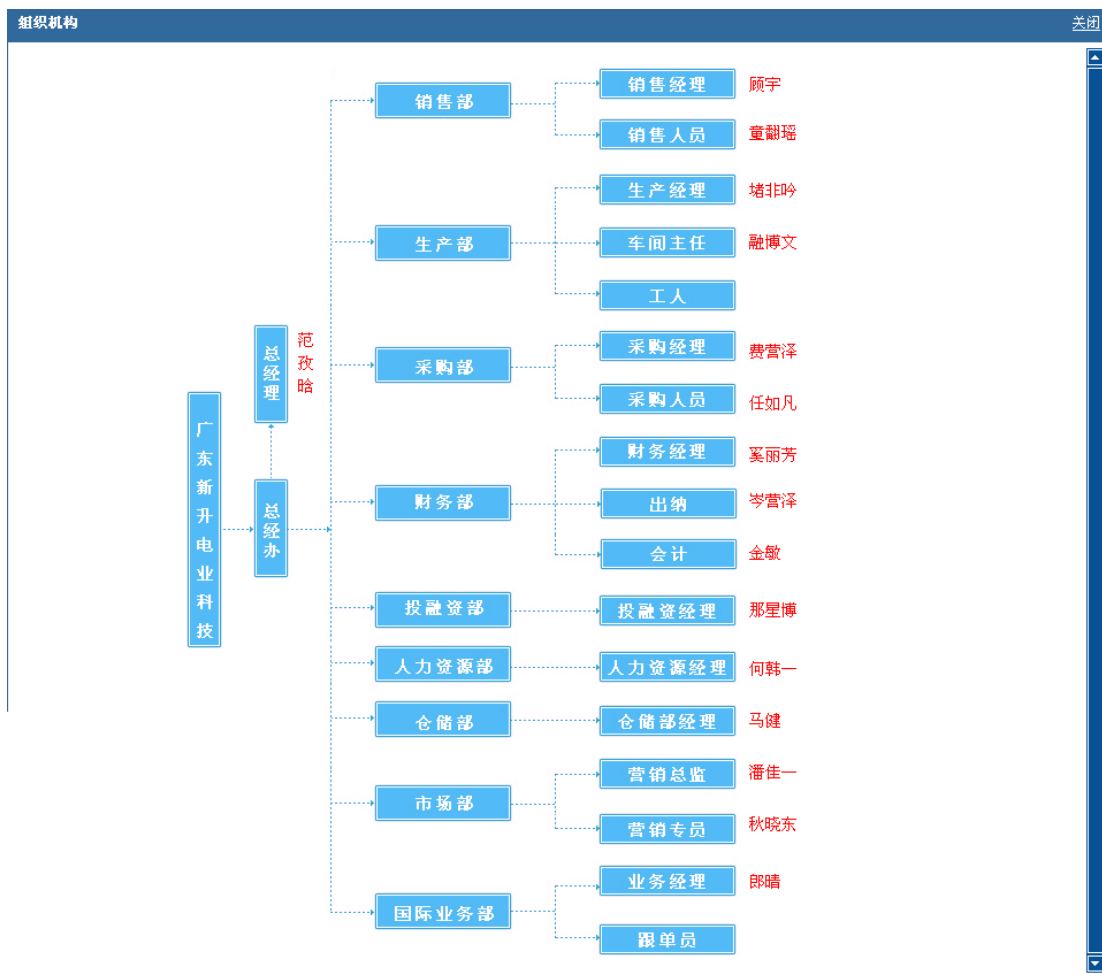 组织机构
关闭
广东新升电业科技
总经办
总经理
范孜晗
销售部
销售经理
顾宇
销售人员
童翩瑶
生产部
生产经理
堵非吟
车间主任
融博文
工人
采购部
采购经理
费营泽
采购人员
任如凡
财务部
财务经理
奚丽芳
出纳
岑营泽
会计
金敏
投融资部
投融资经理
那星博
人力资源部
人力资源经理
何韩一
仓储部
仓储部经理
马健
市场部
营销总监
潘佳一
营销专员
秋晓东
国际业务部
业务经理
郎晴
跟单员